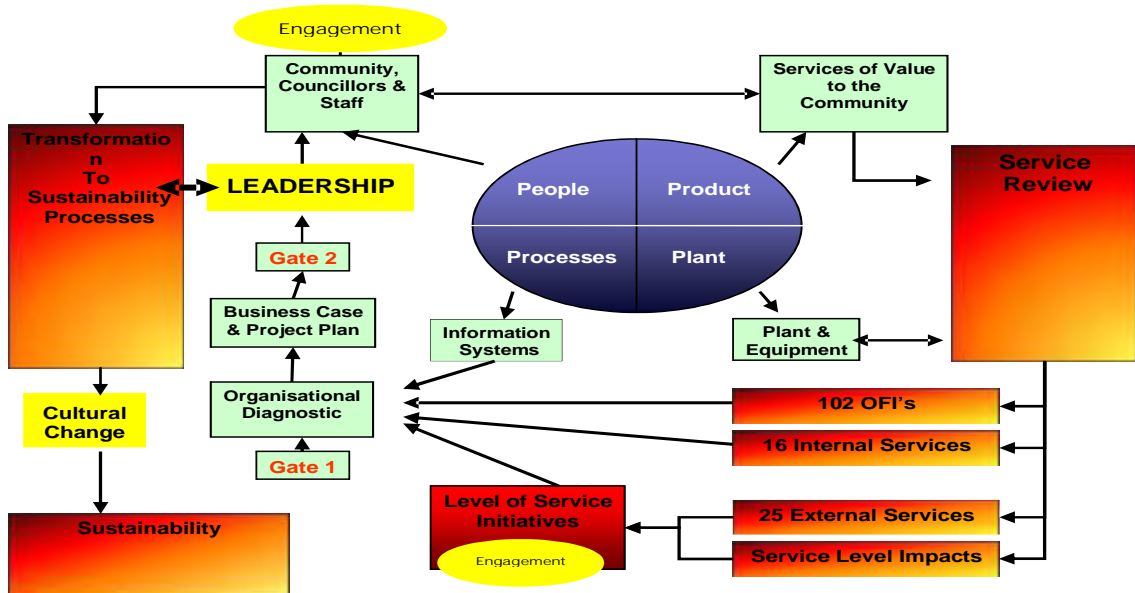 Engagement
Community,
Councillors &
Staff
Services of Value
to the
Community
Transformatio
n
To
Sustainability
Processes
LEADERSHIP
People
Product
Processes
Plant
Service
Review
Gate 2
Business Case
& Project Plan
Information
Systems
Plant &
Equipment
Organisational
Diagnostic
Cultural
Change
102 OFI's
16 Internal Services
Gate 1
Level of Service
Initiatives
Engagement
25 External Services
Service Level Impacts
Sustainability